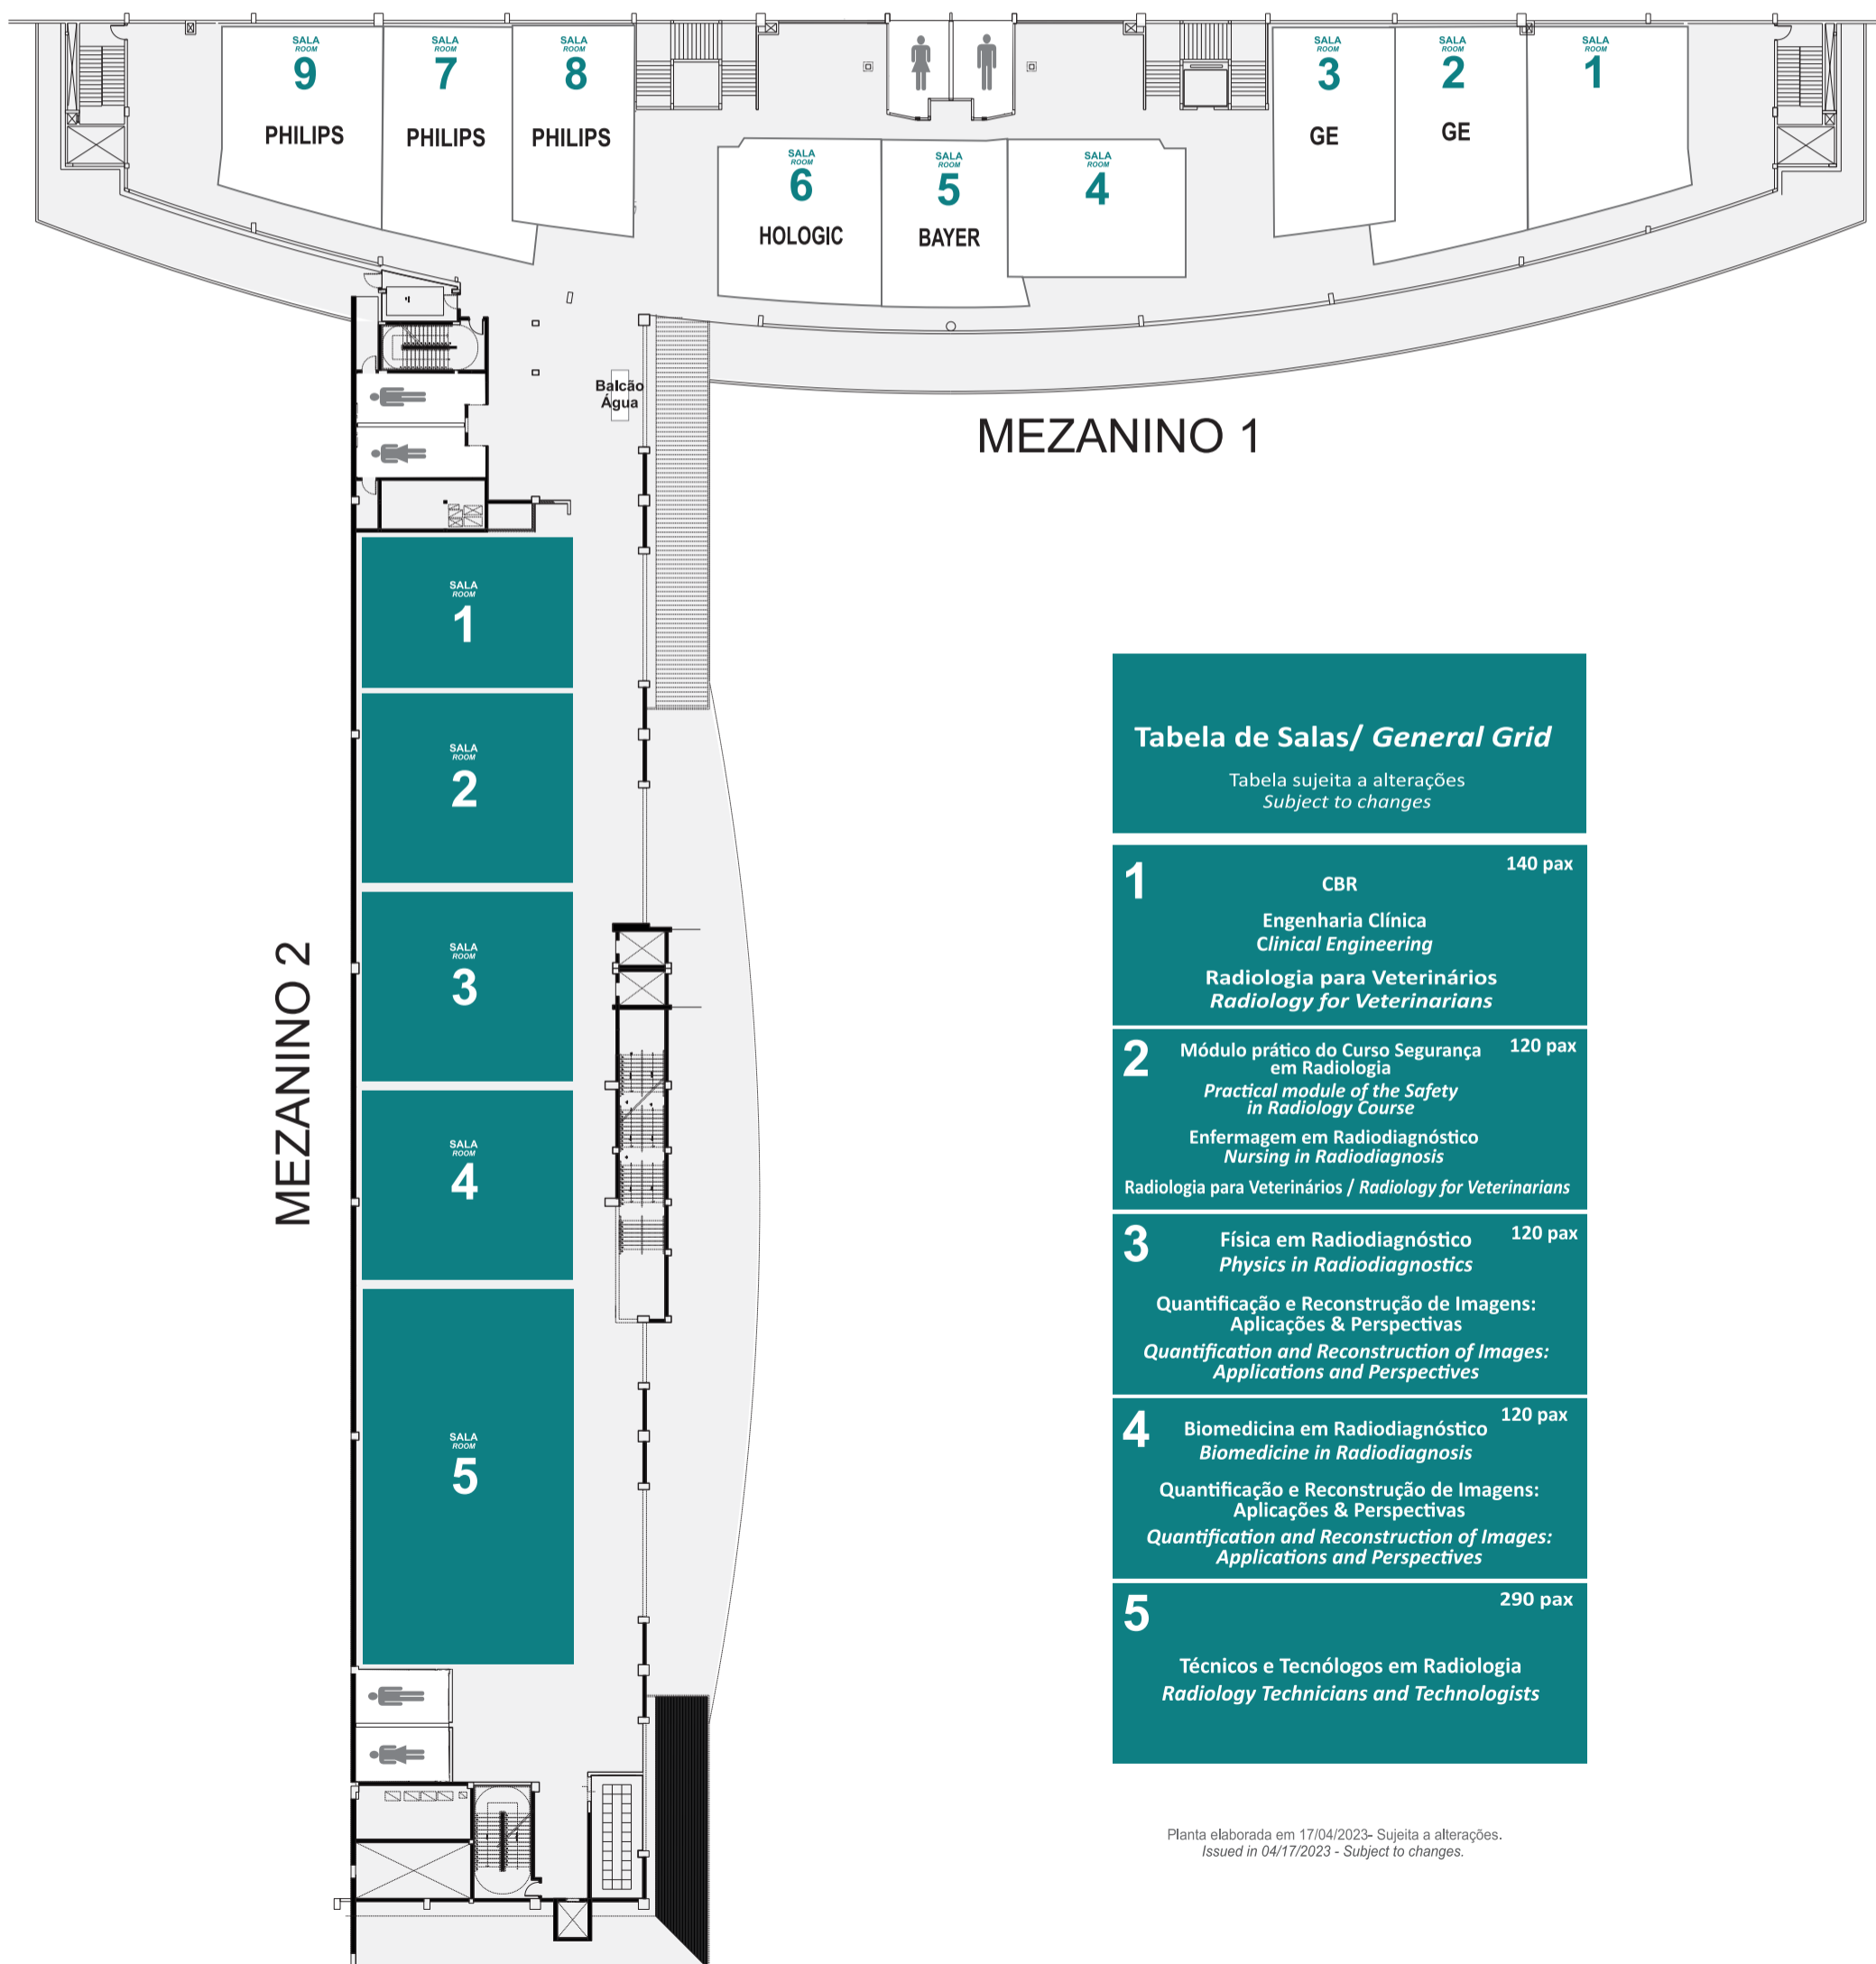 SALA
ROOM
9
PHILIPS
SALA
ROOM
7
PHILIPS
SALA
ROOM
8
PHILIPS
SALA
ROOM
6
HOLOGIC
SALA
ROOM
5
BAYER
SALA
ROOM
4
SALA
ROOM
3
GE
SALA
ROOM
2
GE
SALA
ROOM
1
Balcão
Água
MEZANINO 1
MEZANINO 2
SALA
ROOM
1
SALA
ROOM
2
SALA
ROOM
3
SALA
ROOM
4
SALA
ROOM
5
Tabela de Salas/ General Grid
Tabela sujeita a alterações
Subject to changes
1
140 pax
CBR
Engenharia Clínica
Clinical Engineering
Radiologia para Veterinários
Radiology for Veterinarians
2
120 pax
Módulo prático do Curso Segurança
em Radiologia
Practical module of the Safety
in Radiology Course
Enfermagem em Radiodiagnóstico
Nursing in Radiodiagnosis
Radiologia para Veterinários / Radiology for Veterinarians
3
120 pax
Física em Radiodiagnóstico
Physics in Radiodiagnostics
Quantificação e Reconstrução de Imagens:
Aplicações & Perspectivas
Quantification and Reconstruction of Images:
Applications and Perspectives
4
120 pax
Biomedicina em Radiodiagnóstico
Biomedicine in Radiodiagnosis
Quantificação e Reconstrução de Imagens:
Aplicações & Perspectivas
Quantification and Reconstruction of Images:
Applications and Perspectives
5
290 pax
Técnicos e Tecnólogos em Radiologia
Radiology Technicians and Technologists
Planta elaborada em 17/04/2023- Sujeita a alterações.
Issued in 04/17/2023 - Subject to changes.